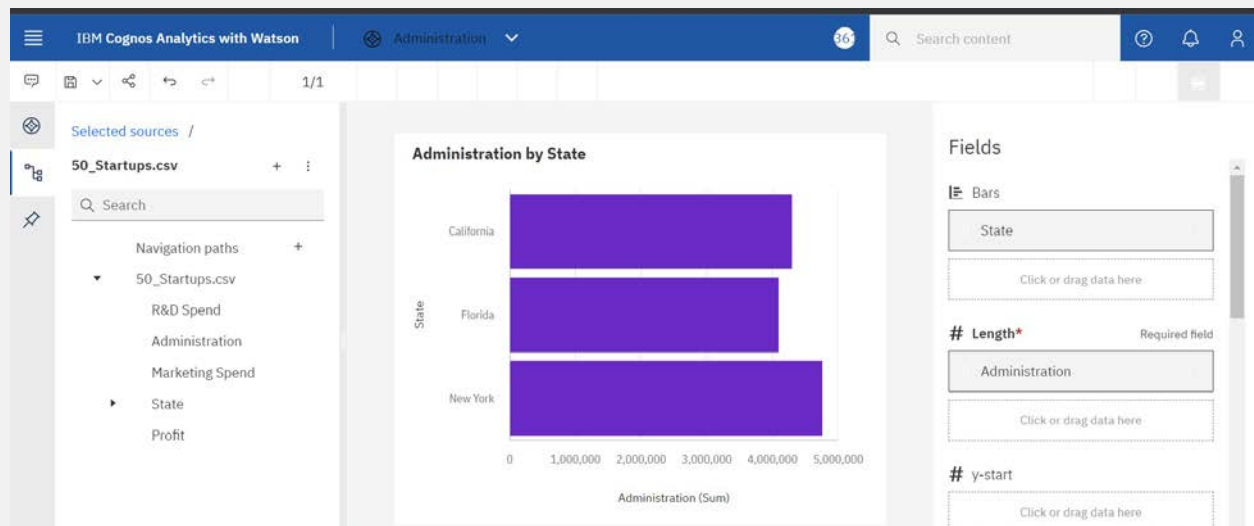 IBM Cognos Analytics with Watson
Administration
361
Search content
1/1
Selected sources /
50_Startups.csv
Search
Navigation paths
50_Startups.csv
R&D Spend
Administration
Marketing Spend
State
Profit
Administration by State
State
California
Florida
New York
0 1,000,000 2,000,000 3,000,000 4,000,000 5,000,000
Administration (Sum)
Fields
Bars
State
Click or drag data here
# Length* Required field
Administration
Click or drag data here
# y-start
Click or drag data here